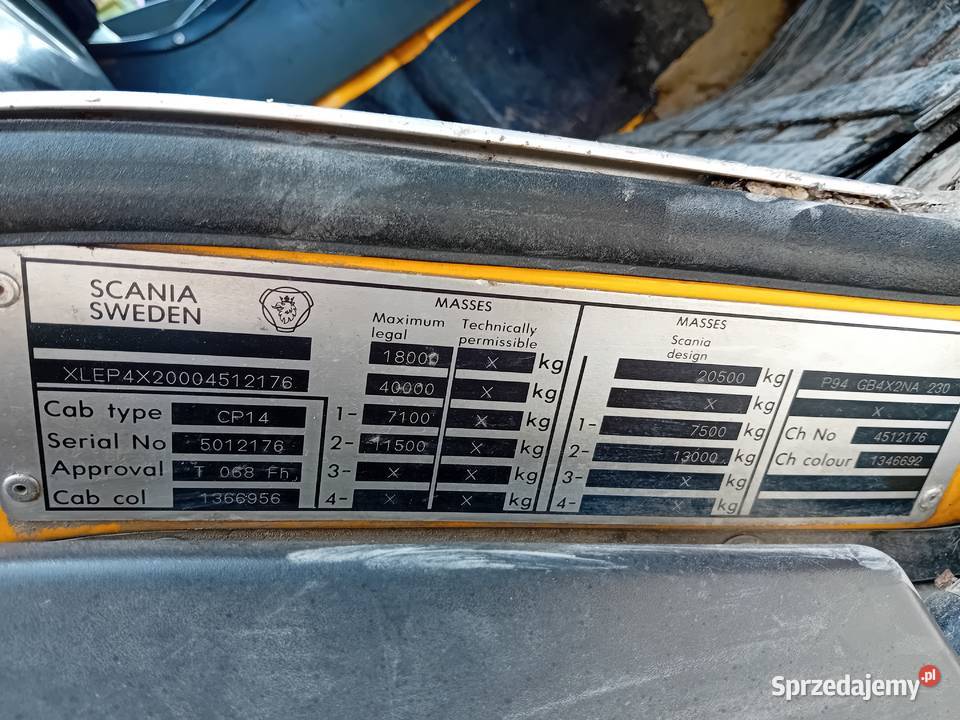 SCANIA
SWEDEN
XLEP4X20004512176
Cab type CP14
Serial No 5012176
Approval T 068 Fh
Cab col 1366956
MASSES
Maximum legal Technically permissible
18000 x kg
40000 x kg
1- 7100 x kg
2- 11500 x kg
3- x x kg
4- x x kg
MASSES
Scania
design
20500 kg
x kg
1- 7500 kg
2- 13000 kg
3- x kg
4- x kg
P94 GB4X2NA 230
x
Ch No 4512176
Ch colour 1346692
Sprzedajemy.pl